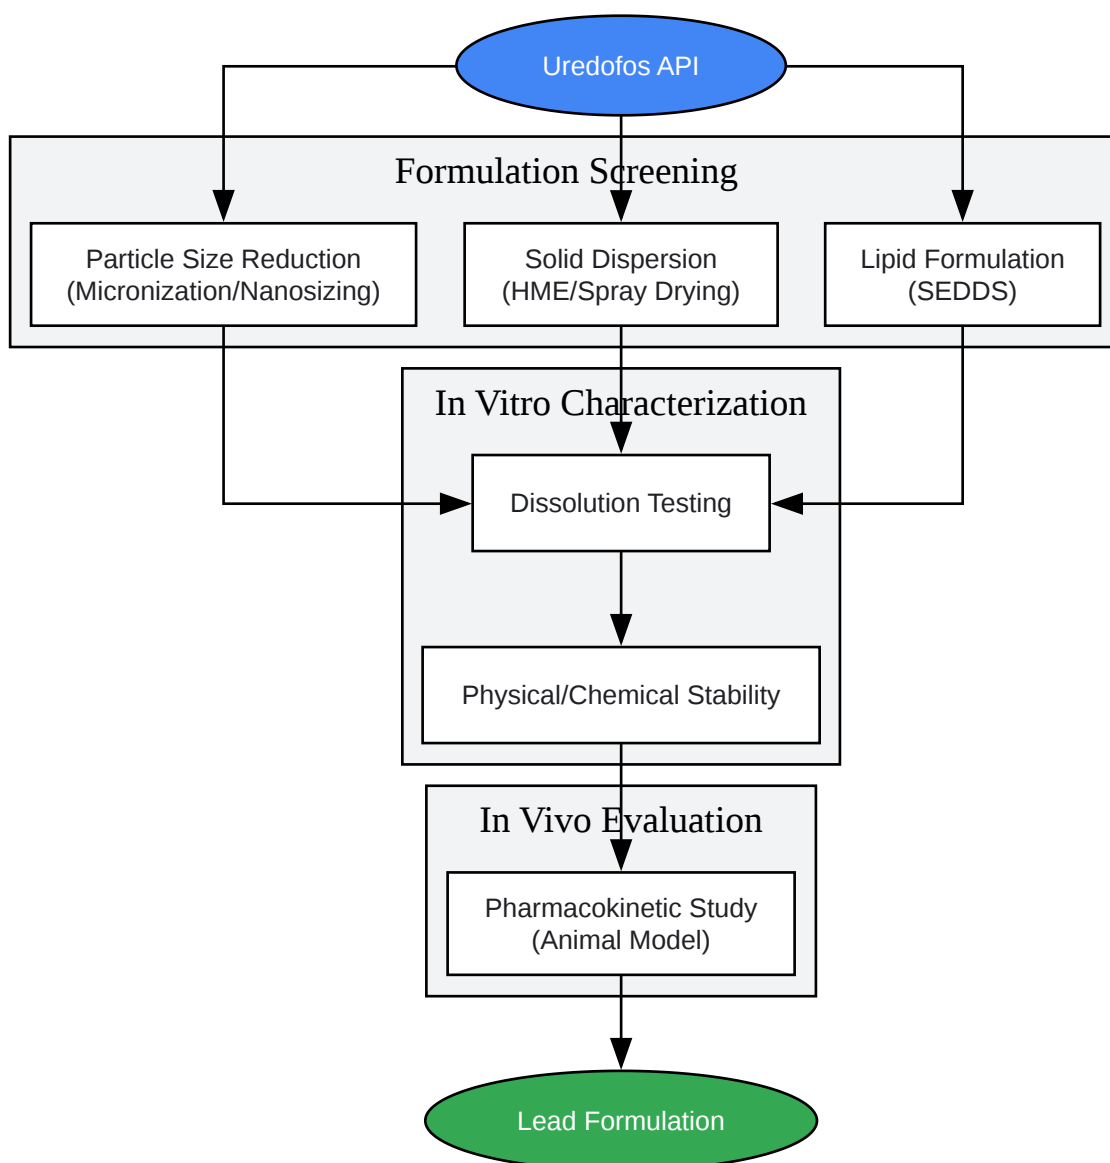 Uredofos API
Formulation Screening
Particle Size Reduction
(Micronization/Nanosizing)
Solid Dispersion
(HME/Spray Drying)
Lipid Formulation
(SEDDS)
In Vitro Characterization
Dissolution Testing
Physical/Chemical Stability
In Vivo Evaluation
Pharmacokinetic Study
(Animal Model)
Lead Formulation